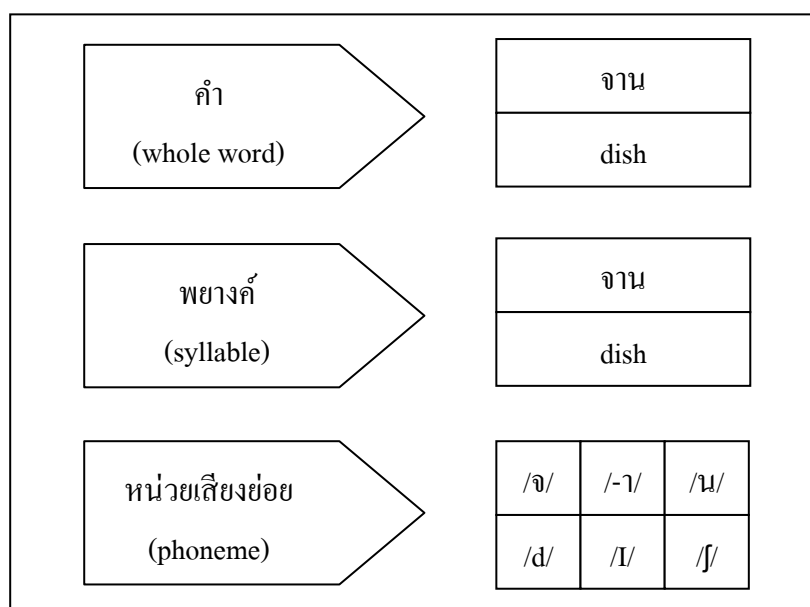 คำ
(whole word)
จาน
dish
พยางค์
(syllable)
จาน
dish
หน่วยเสียงย่อย
(phoneme)
/จ/ /-า/ /น/
/d/ /I/ /ʃ/